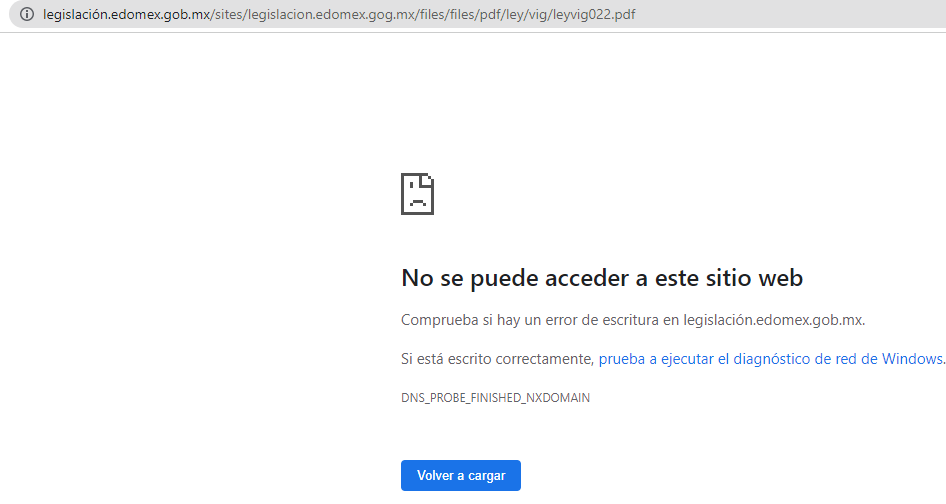 legislación.edomex.gob.mx/sites/legislacion.edomex.gog.mx/files/files/pdf/ley/vig/leyvig022.pdf
No se puede acceder a este sitio web
Comprueba si hay un error de escritura en legislación.edomex.gob.mx.
Si está escrito correctamente, prueba a ejecutar el diagnóstico de red de Windows.
DNS_PROBE_FINISHED_NXDOMAIN
Volver a cargar